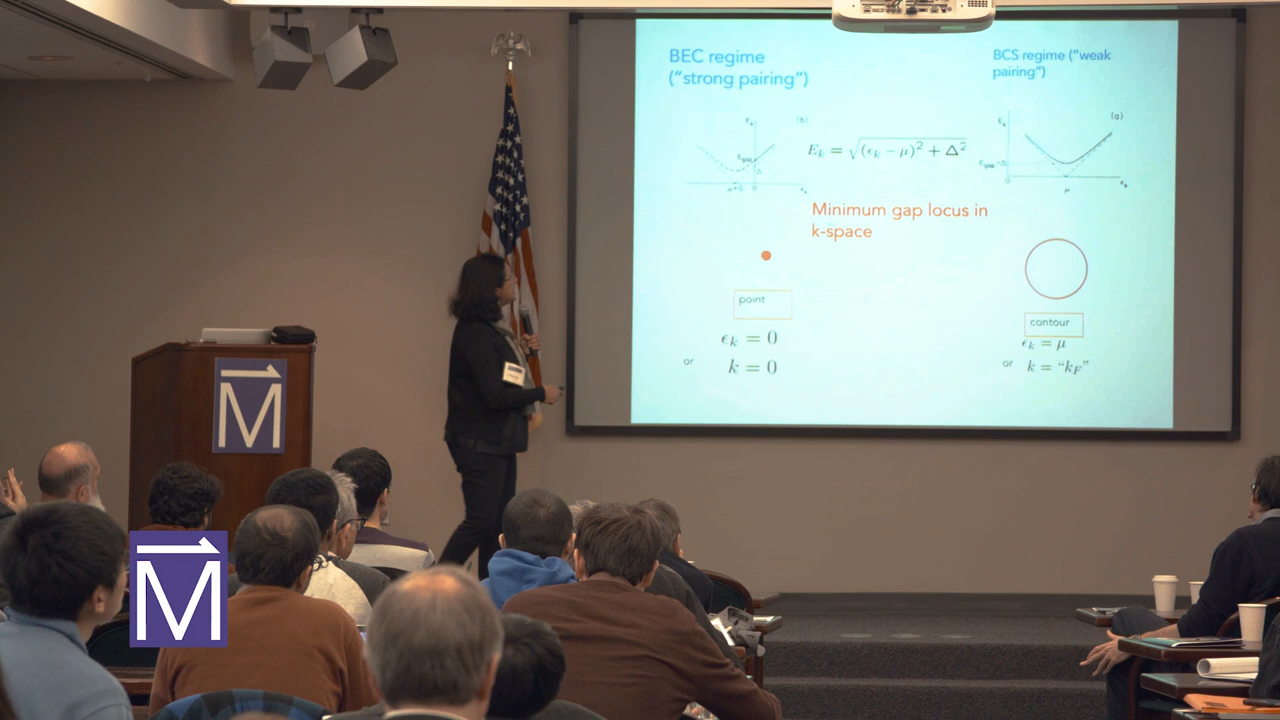 BEC regime
("strong pairing")
BCS regime ("weak
pairing")
(b)
(a)
E_k = √(ϵ_k − μ)² + Δ²
Minimum gap locus in
k-space
point
contour
ϵ_k = 0
ϵ_k = μ
or k = 0
or k = "k_F"
M
M